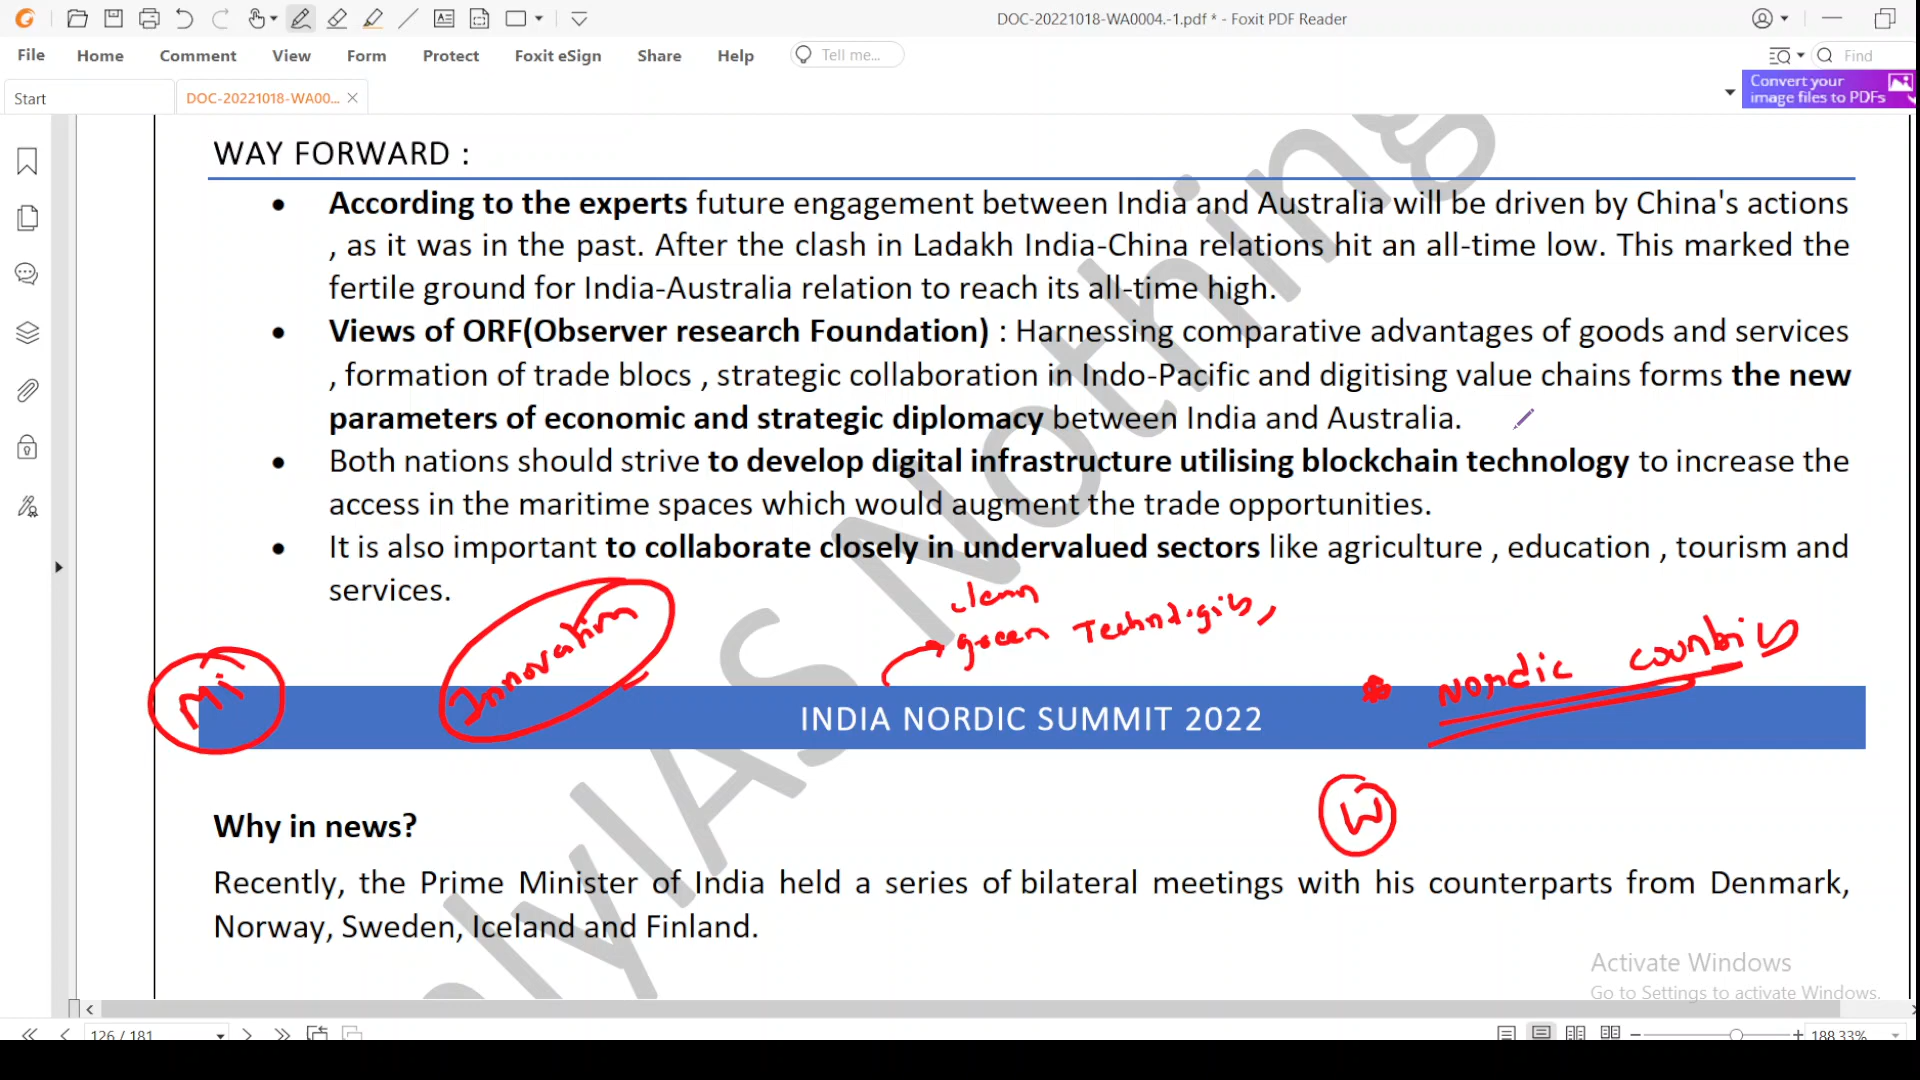 DOC-20221018-WA0004.-1.pdf * - Foxit PDF Reader
File Home Comment View Form Protect Foxit eSign Share Help Tell me... Find
Start DOC-20221018-WA00... Convert your
image files to PDFs
WAY FORWARD :
• According to the experts future engagement between India and Australia will be driven by China's actions
, as it was in the past. After the clash in Ladakh India-China relations hit an all-time low. This marked the
fertile ground for India-Australia relation to reach its all-time high.
• Views of ORF(Observer research Foundation) : Harnessing comparative advantages of goods and services
, formation of trade blocs , strategic collaboration in Indo-Pacific and digitising value chains forms the new
parameters of economic and strategic diplomacy between India and Australia.
• Both nations should strive to develop digital infrastructure utilising blockchain technology to increase the
access in the maritime spaces which would augment the trade opportunities.
• It is also important to collaborate closely in undervalued sectors like agriculture , education , tourism and
services.
clean
Innovation green Technologies,
Nordic countries
INDIA NORDIC SUMMIT 2022
W
Why in news?
Recently, the Prime Minister of India held a series of bilateral meetings with his counterparts from Denmark,
Norway, Sweden, Iceland and Finland.
nlyIAS Nothing
Activate Windows
Go to Settings to activate Windows.
126 / 181 188.33%